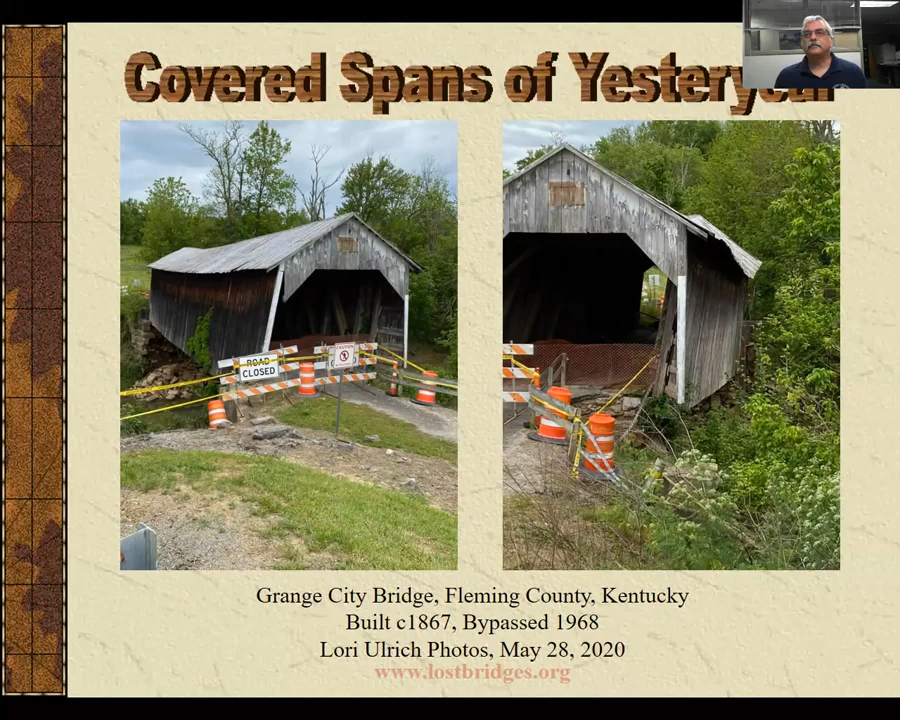 Covered Spans of Yesteryear
ROAD
CLOSED
Grange City Bridge, Fleming County, Kentucky
Built c1867, Bypassed 1968
Lori Ulrich Photos, May 28, 2020
www.lostbridges.org